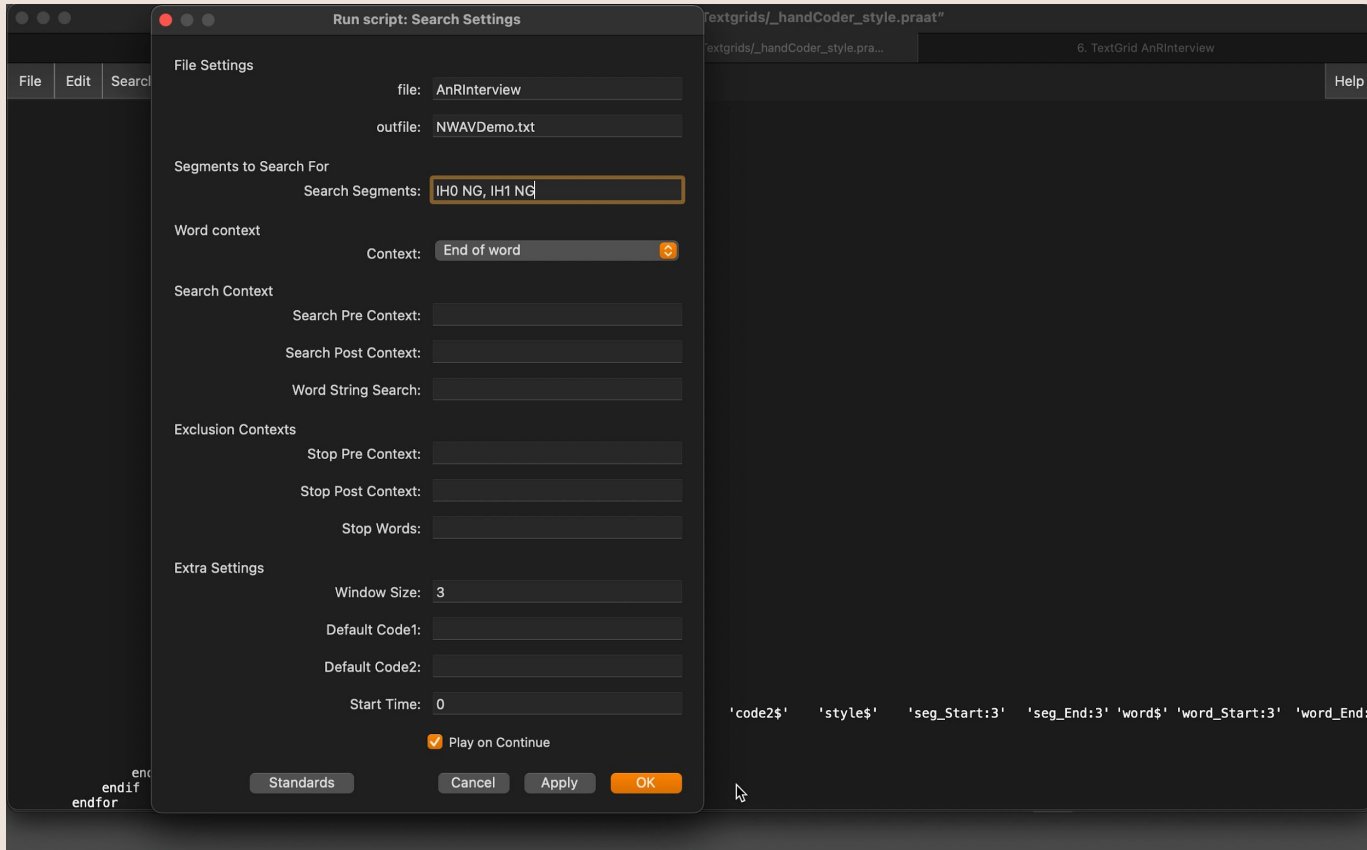 Run script: Search Settings
Textgrids/_handCoder_style.praat"
Textgrids/_handCoder_style.pra...
6. TextGrid AnRInterview
File Edit Search
Help
File Settings
file: AnRInterview
outfile: NWAVDemo.txt
Segments to Search For
Search Segments: IH0 NG, IH1 NG
Word context
Context: End of word
Search Context
Search Pre Context:
Search Post Context:
Word String Search:
Exclusion Contexts
Stop Pre Context:
Stop Post Context:
Stop Words:
Extra Settings
Window Size: 3
Default Code1:
Default Code2:
Start Time: 0
'code2$' 'style$' 'seg_Start:3' 'seg_End:3' 'word$' 'word_Start:3' 'word_End:
Play on Continue
Standards Cancel Apply OK
end
endif
endfor